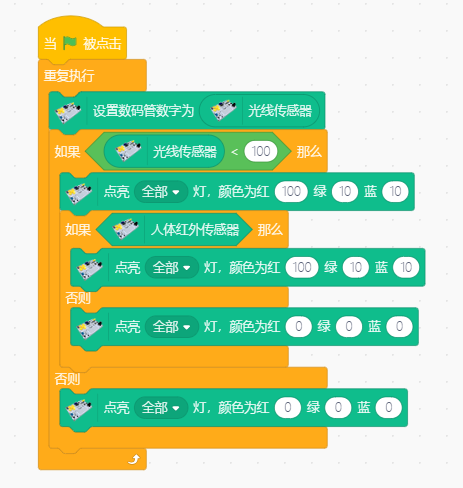 当 被点击
重复执行
设置数码管数字为 光线传感器
如果 光线传感器 < 100 那么
点亮 全部 灯，颜色为红 100 绿 10 蓝 10
如果 人体红外传感器 那么
点亮 全部 灯，颜色为红 100 绿 10 蓝 10
否则
点亮 全部 灯，颜色为红 0 绿 0 蓝 0
否则
点亮 全部 灯，颜色为红 0 绿 0 蓝 0